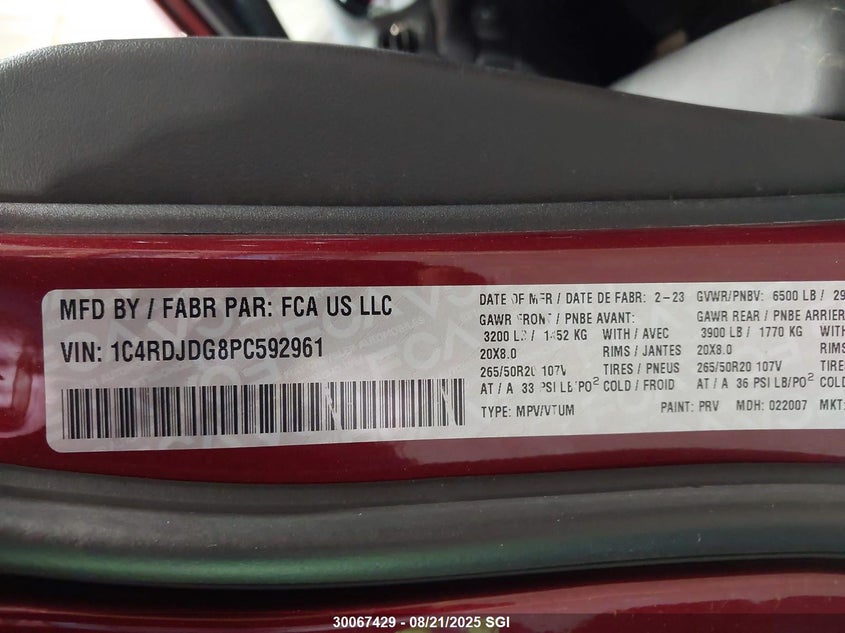 MFD BY / FABR PAR: FCA US LLC
VIN: 1C4RDJDG8PC592961
DATE OF MFR / DATE DE FABR: 2-23 GVWR/PNBV: 6500 LB /
GAWR FRONT / PNBE AVANT: GAWR REAR / PNBE ARRIER
3200 LB / 1452 KG WITH / AVEC 3900 LB / 1770 KG WITH
20X8.0 RIMS / JANTES 20X8.0 RIMS
265/50R20 107V TIRES / PNEUS 265/50R20 107V TIRES
AT / A 33 PSI LB/PO² COLD / FROID AT / A 36 PSI LB/PO² COLD
TYPE: MPV/VTUM PAINT: PRV MDH: 022007 MKT:
30067429 — 08/21/2025 SGI